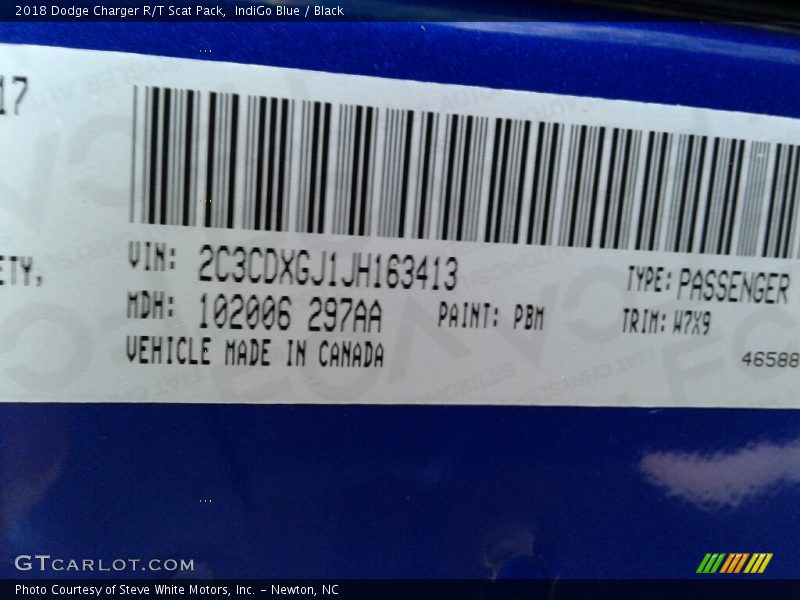 2018 Dodge Charger R/T Scat Pack, IndiGo Blue / Black
17
VIN: 2C3CDXGJ1JH163413
TYPE: PASSENGER
ETY,
MDH: 102006 297AA
PAINT: PBM
TRIM: W7X9
VEHICLE MADE IN CANADA
46588
GTCARLOT.COM
Photo Courtesy of Steve White Motors, Inc. – Newton, NC